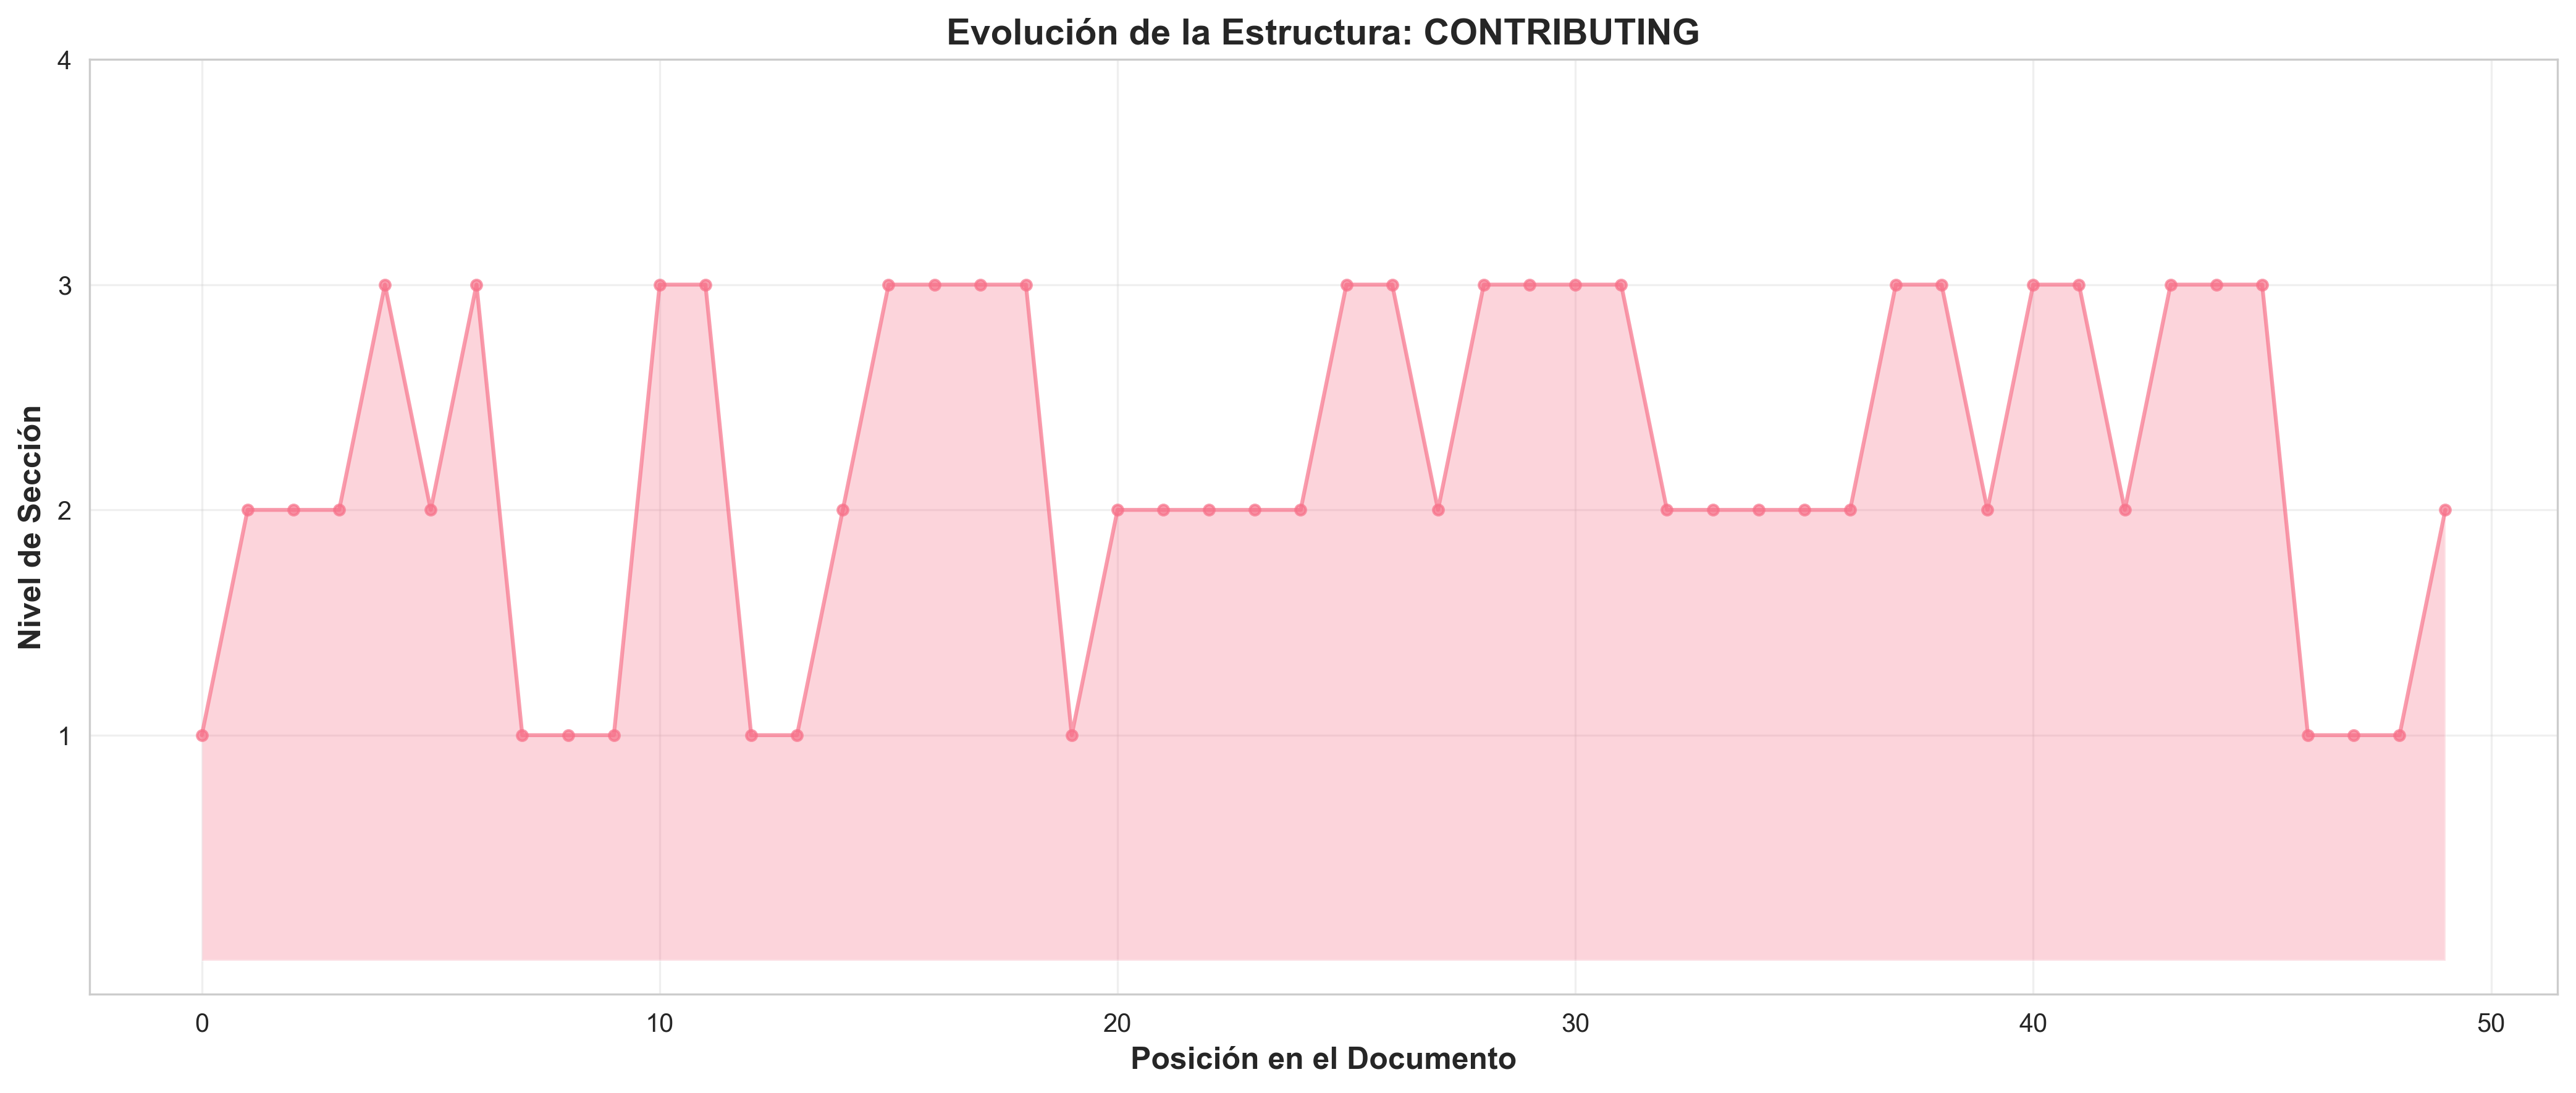 Evolución de la Estructura: CONTRIBUTING
4
3
2
1
Nivel de Sección
0 10 20 30 40 50
Posición en el Documento